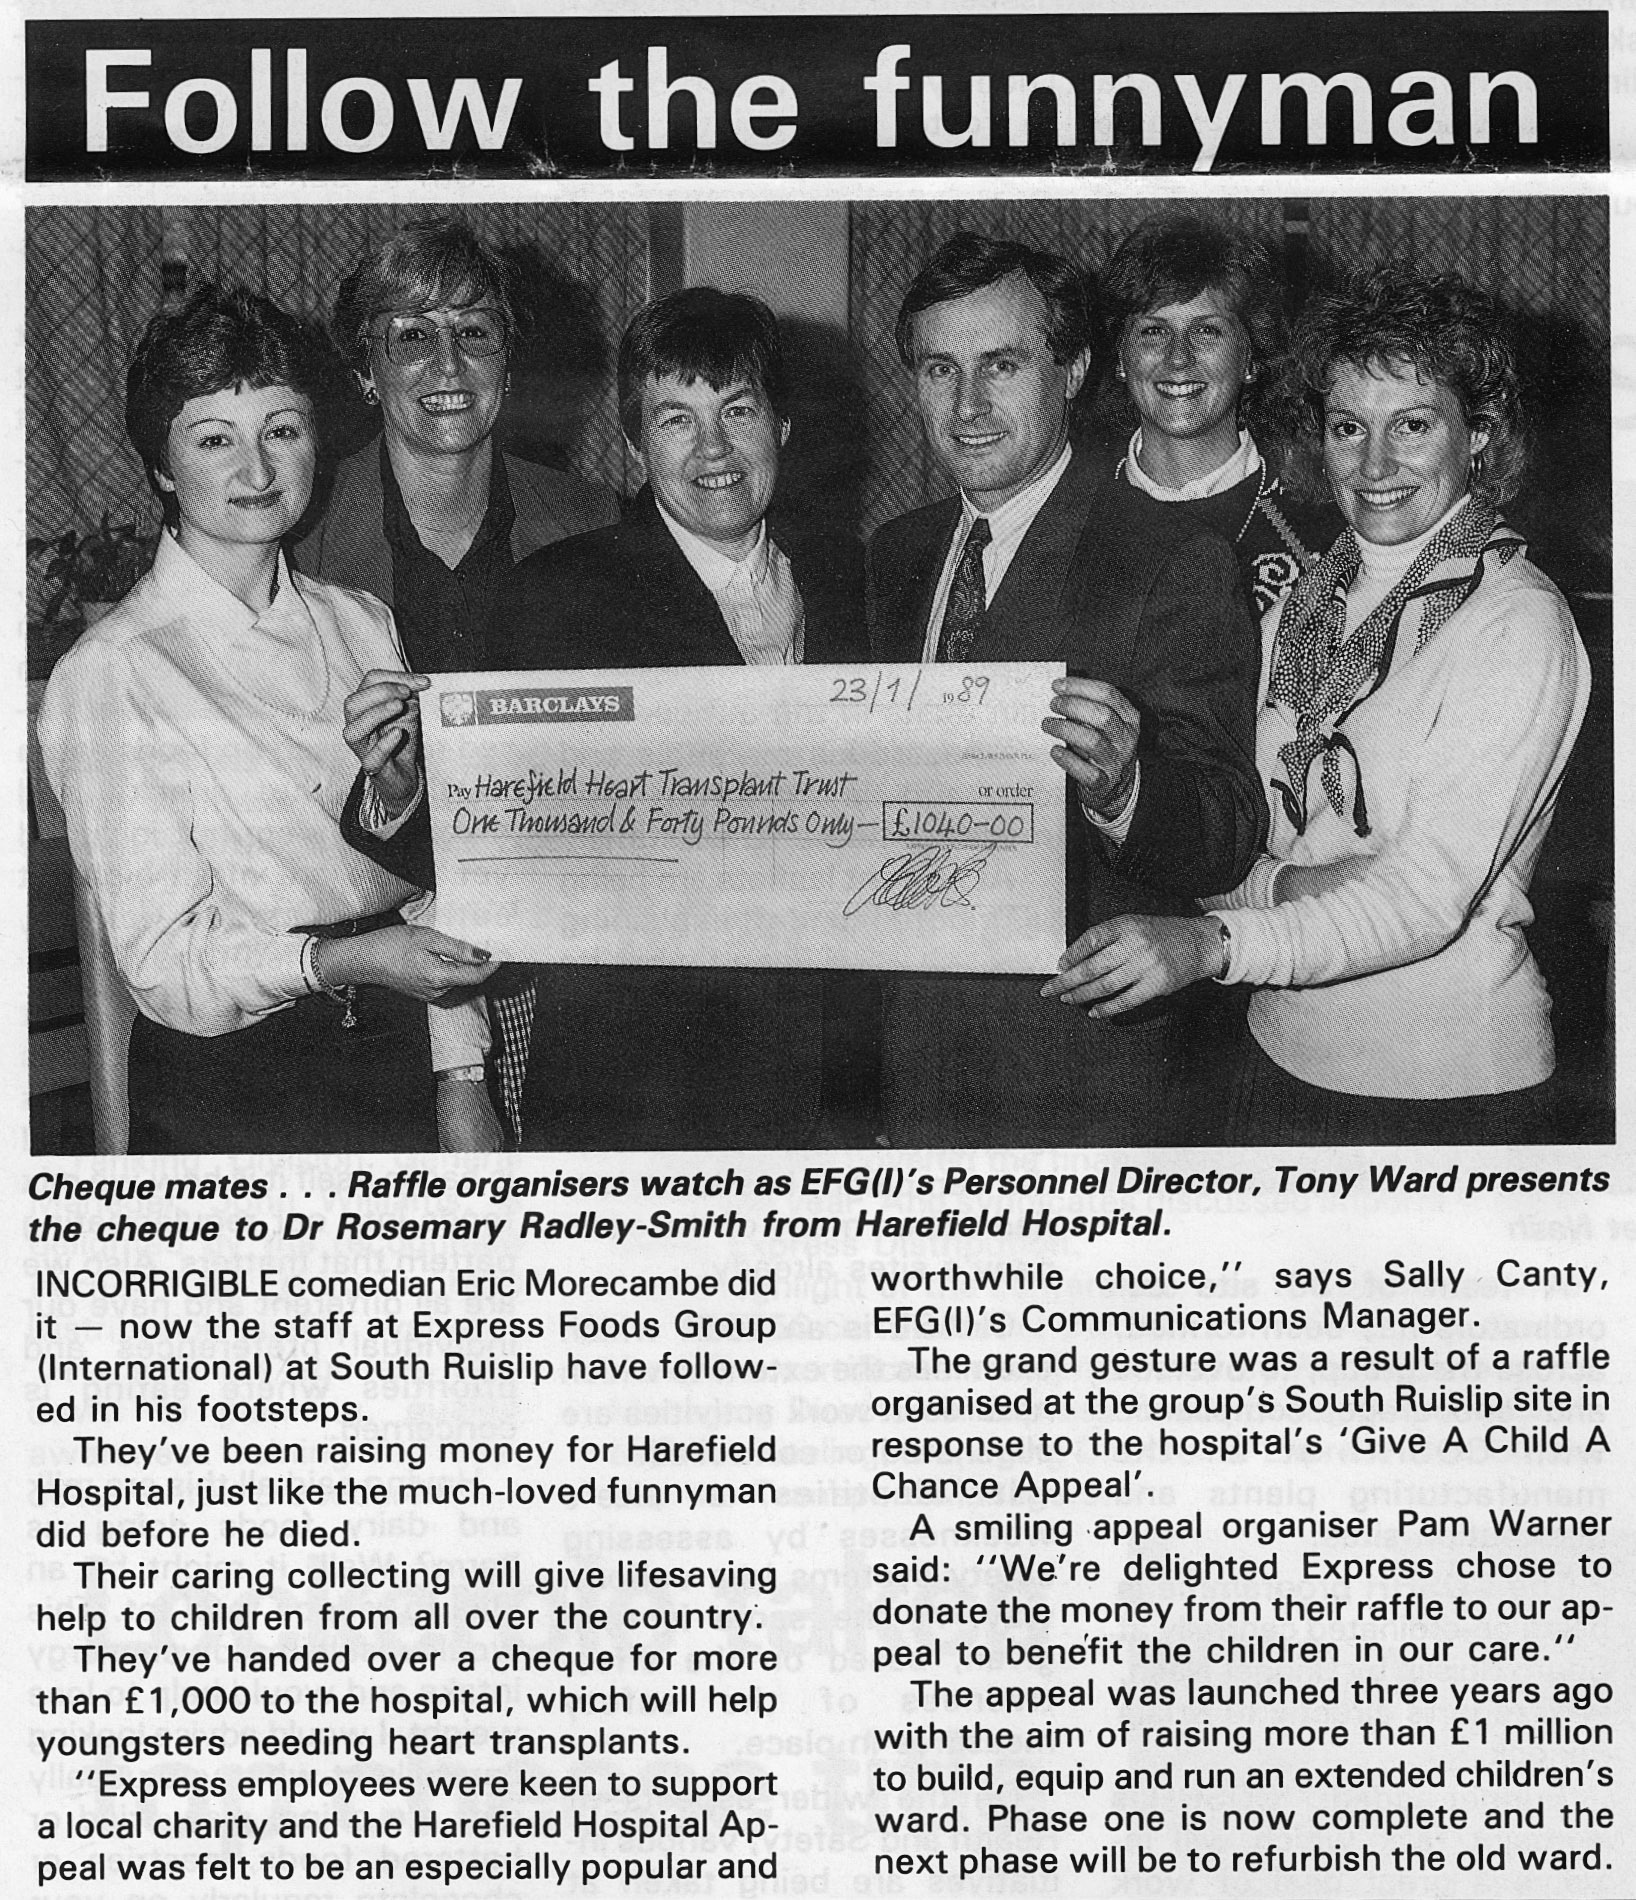 Follow the funnyman
BARCLAYS
23/1/ 1989
Pay Harefield Heart Transplant Trust or order
One Thousand & Forty Pounds Only — £1040-00
Cheque mates . . . Raffle organisers watch as EFG(I)'s Personnel Director, Tony Ward presents
the cheque to Dr Rosemary Radley-Smith from Harefield Hospital.
INCORRIGIBLE comedian Eric Morecambe did
it — now the staff at Express Foods Group
(International) at South Ruislip have follow-
ed in his footsteps.
They've been raising money for Harefield
Hospital, just like the much-loved funnyman
did before he died.
Their caring collecting will give lifesaving
help to children from all over the country.
They've handed over a cheque for more
than £1,000 to the hospital, which will help
youngsters needing heart transplants.
''Express employees were keen to support
a local charity and the Harefield Hospital Ap-
peal was felt to be an especially popular and
worthwhile choice,'' says Sally Canty,
EFG(I)'s Communications Manager.
The grand gesture was a result of a raffle
organised at the group's South Ruislip site in
response to the hospital's 'Give A Child A
Chance Appeal'.
A smiling appeal organiser Pam Warner
said: ''We're delighted Express chose to
donate the money from their raffle to our ap-
peal to benefit the children in our care.''
The appeal was launched three years ago
with the aim of raising more than £1 million
to build, equip and run an extended children's
ward. Phase one is now complete and the
next phase will be to refurbish the old ward.